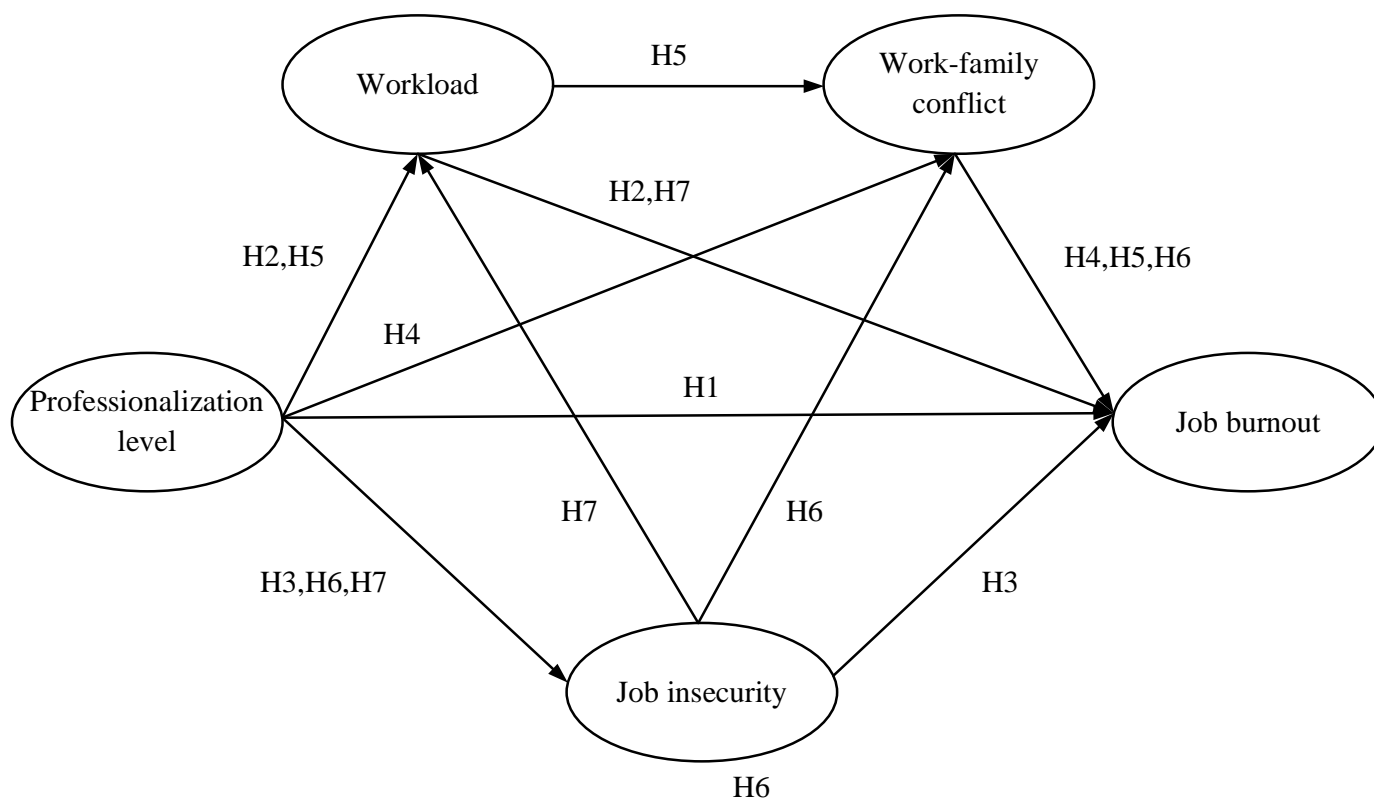 H5
Workload
Work-family
conflict
H2,H7
H2,H5
H4,H5,H6
H4
H1
Professionalization
level
Job burnout
H7
H6
H3,H6,H7
H3
Job insecurity
H6